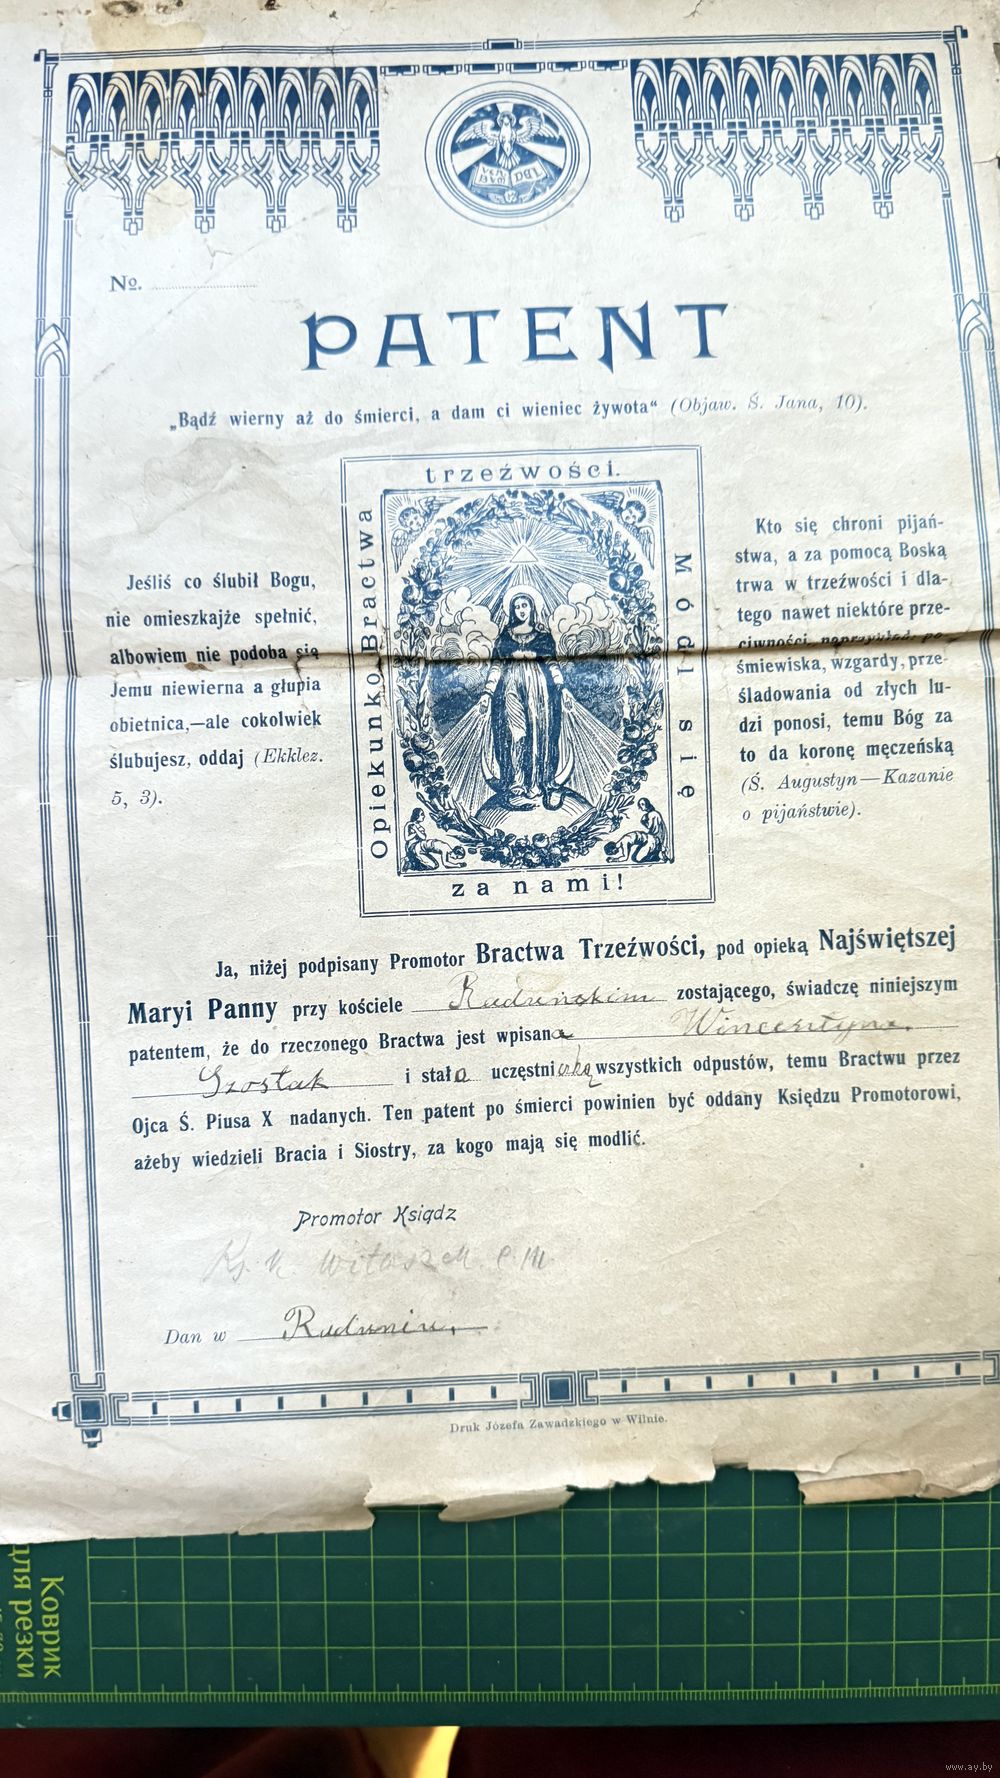 No.
PATENT
„Bądź wierny aż do śmierci, a dam ci wieniec żywota“ (Objaw. Ś. Jana, 10).
trzeźwości.
Opiekunko Bractwa
Módl się
za nami!
Jeśliś co ślubił Bogu,
nie omieszkajże spełnić,
albowiem nie podoba się
Jemu niewierna a głupia
obietnica,—ale cokolwiek
ślubujesz, oddaj (Ekklez.
5, 3).
Kto się chroni pijań-
stwa, a za pomocą Boską
trwa w trzeźwości i dla-
tego nawet niektóre prze-
ciwności, naprzykład, po-
śmiewiska, wzgardy, prze-
śladowania od złych lu-
dzi ponosi, temu Bóg za
to da koronę męczeńską
(Ś. Augustyn—Kazanie
o pijaństwie).
Ja, niżej podpisany Promotor Bractwa Trzeźwości, pod opieką Najświętszej
Maryi Panny przy kościele Raduńskim zostającego, świadczę niniejszym
patentem, że do rzeczonego Bractwa jest wpisana Wincentyna
Szostak i stała uczęstniczką wszystkich odpustów, temu Bractwu przez
Ojca Ś. Piusa X nadanych. Ten patent po śmierci powinien być oddany Księdzu Promotorowi,
ażeby wiedzieli Bracia i Siostry, za kogo mają się modlić.
Promotor Ksiądz
Ks.
Dan w Raduniu.
Druk Józefa Zawadzkiego w Wilnie.
Коврик
для резки
www.ay.by